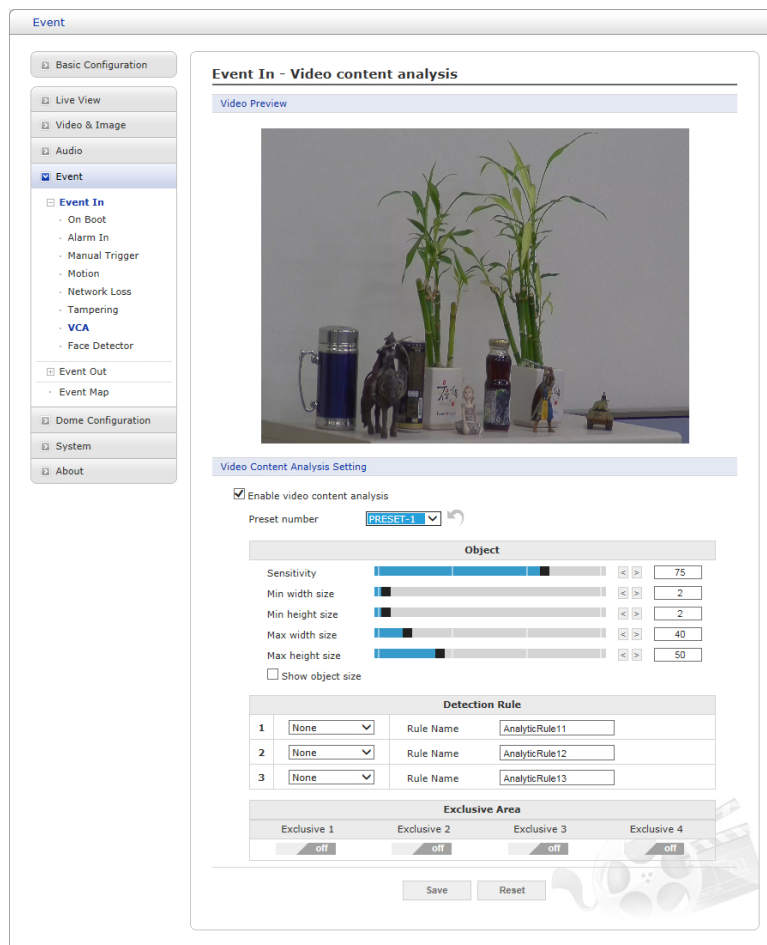 Event
Basic Configuration
Live View
Video & Image
Audio
Event
Event In
On Boot
Alarm In
Manual Trigger
Motion
Network Loss
Tampering
VCA
Face Detector
Event Out
Event Map
Dome Configuration
System
About
Event In - Video content analysis
Video Preview
Video Content Analysis Setting
Enable video content analysis
Preset number PRESET-1
Object
Sensitivity < > 75
Min width size < > 2
Min height size < > 2
Max width size < > 40
Max height size < > 50
Show object size
Detection Rule
1 None Rule Name AnalyticRule11
2 None Rule Name AnalyticRule12
3 None Rule Name AnalyticRule13
Exclusive Area
Exclusive 1 Exclusive 2 Exclusive 3 Exclusive 4
off off off off
Save Reset